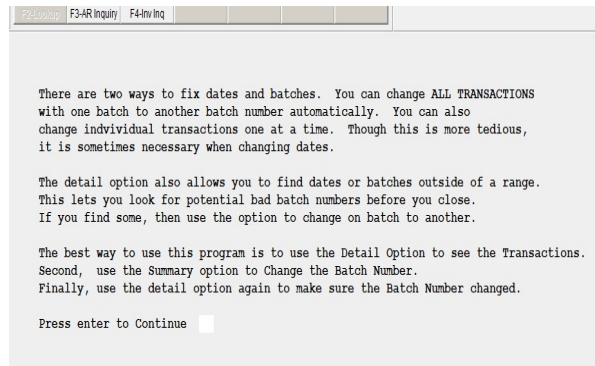 F2-Lookup F3-AR Inquiry F4-Inv Inq
There are two ways to fix dates and batches. You can change ALL TRANSACTIONS
with one batch to another batch number automatically. You can also
change indvividual transactions one at a time. Though this is more tedious,
it is sometimes necessary when changing dates.
The detail option also allows you to find dates or batches outside of a range.
This lets you look for potential bad batch numbers before you close.
If you find some, then use the option to change on batch to another.
The best way to use this program is to use the Detail Option to see the Transactions.
Second, use the Summary option to Change the Batch Number.
Finally, use the detail option again to make sure the Batch Number changed.
Press enter to Continue